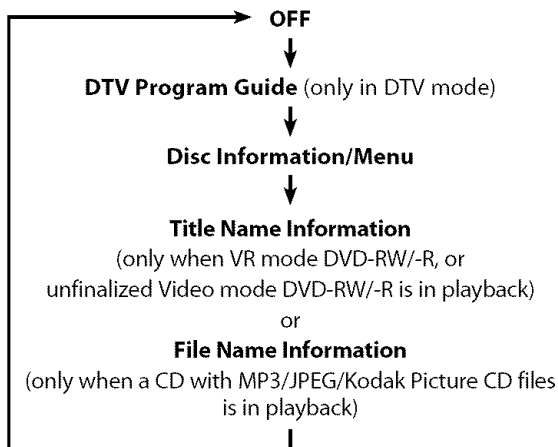 OFF
DTV Program Guide (only in DTV mode)
Disc Information/Menu
Title Name Information
(only when VR mode DVD-RW/-R, or
unfinalized Video mode DVD-RW/-R is in playback)
or
File Name Information
(only when a CD with MP3/JPEG/Kodak Picture CD files
is in playback)